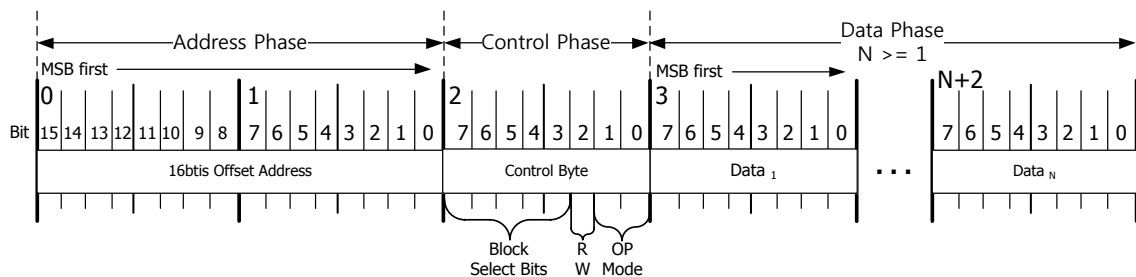 Address Phase Control Phase Data Phase
N >= 1
MSB first MSB first
0 1 2 3 N+2
Bit 15 14 13 12 11 10 9 8 7 6 5 4 3 2 1 0 7 6 5 4 3 2 1 0 7 6 5 4 3 2 1 0 7 6 5 4 3 2 1 0
16btis Offset Address Control Byte Data 1 ... Data N
Block R OP
Select Bits W Mode